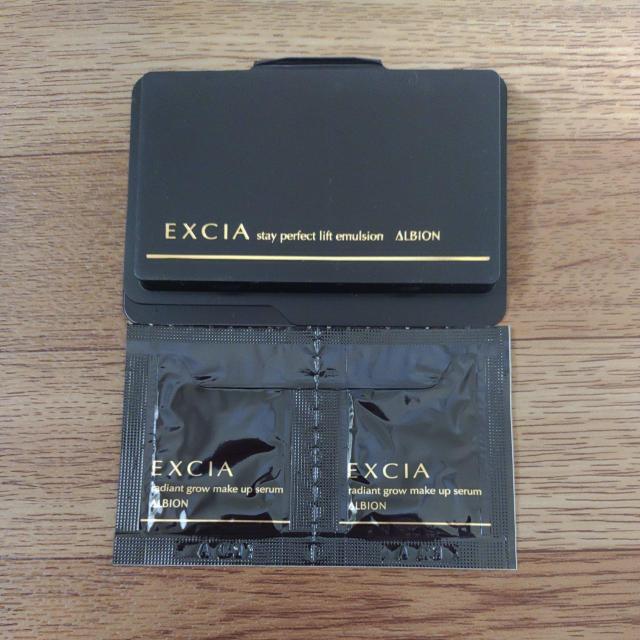 EXCIA stay perfect lift emulsion ALBION
EXCIA
radiant grow make up serum
ALBION
EXCIA
radiant grow make up serum
ALBION